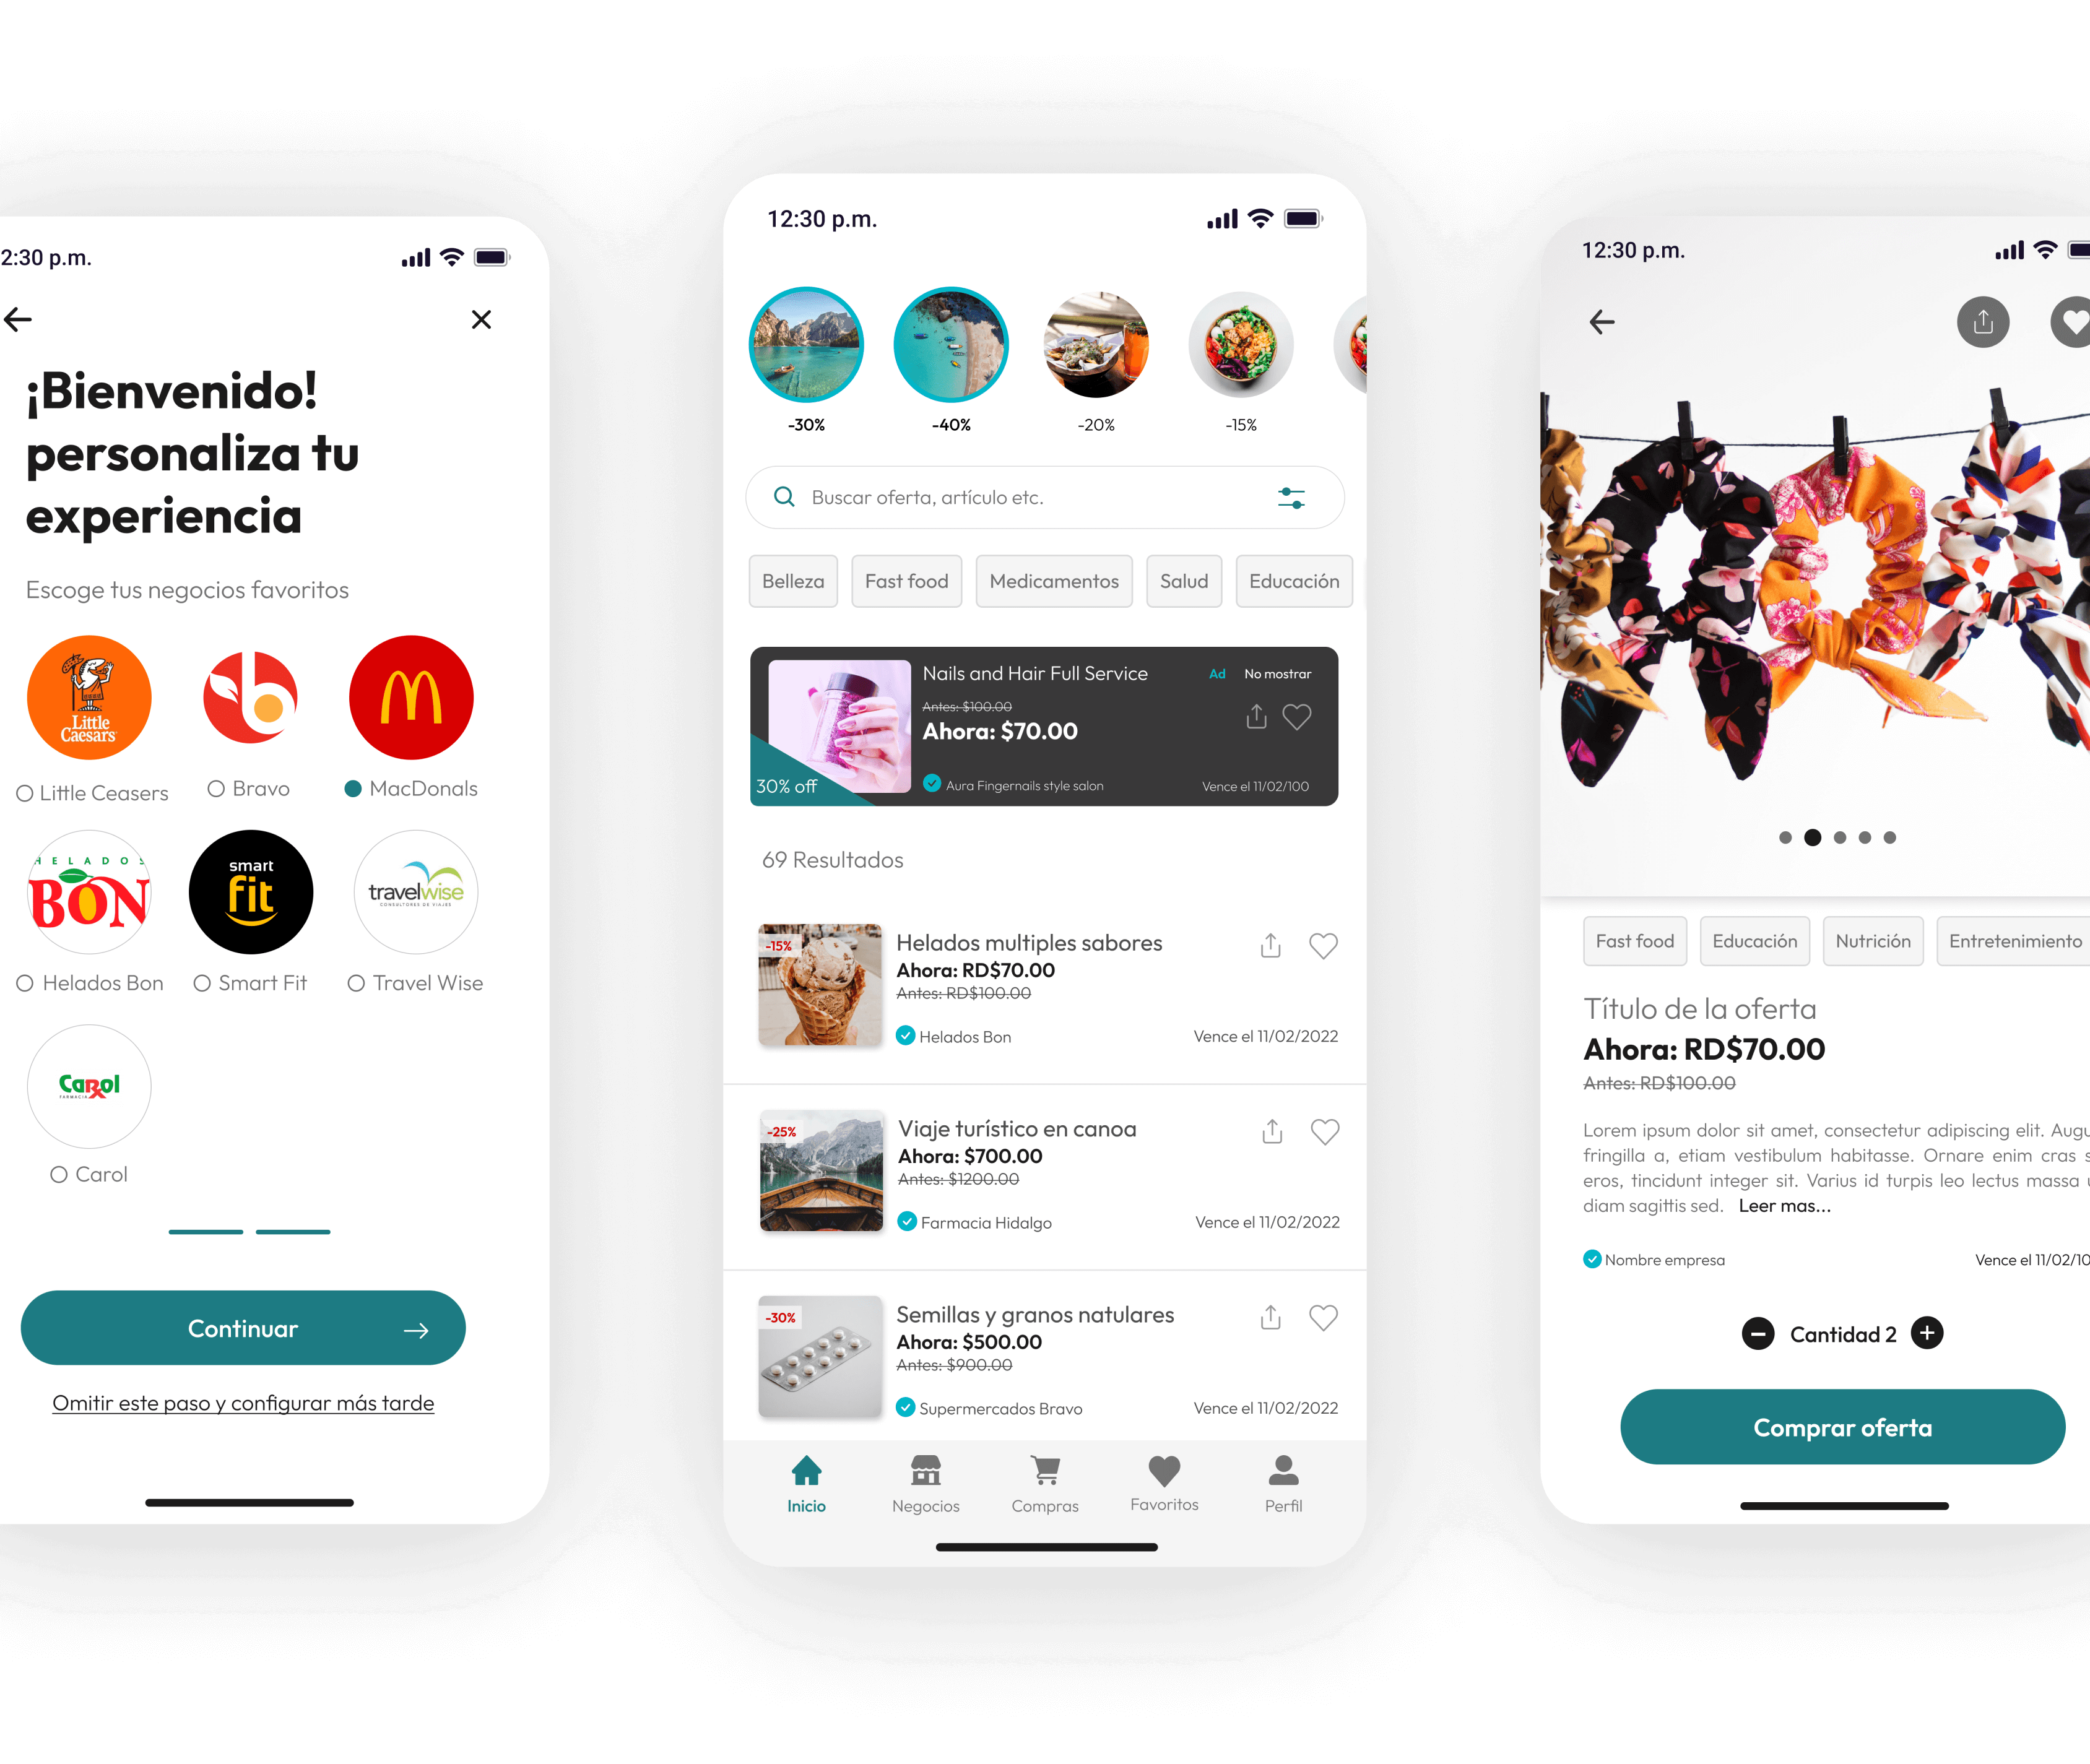 2:30 p.m.
¡Bienvenido!
personaliza tu
experiencia
Escoge tus negocios favoritos
Little
Caesars
Little Ceasers
Bravo
MacDonals
HELADOS
BON
smart
fit
travelwise
CONSULTORES DE VIAJES
Helados Bon
Smart Fit
Travel Wise
Carol
FARMACIA
Carol
Continuar
Omitir este paso y configurar más tarde
12:30 p.m.
-30%
-40%
-20%
-15%
Buscar oferta, artículo etc.
Belleza
Fast food
Medicamentos
Salud
Educación
Nails and Hair Full Service
Ad
No mostrar
Antes: $100.00
Ahora: $70.00
30% off
Aura Fingernails style salon
Vence el 11/02/100
69 Resultados
-15%
Helados multiples sabores
Ahora: RD$70.00
Antes: RD$100.00
Helados Bon
Vence el 11/02/2022
-25%
Viaje turístico en canoa
Ahora: $700.00
Antes: $1200.00
Farmacia Hidalgo
Vence el 11/02/2022
-30%
Semillas y granos natulares
Ahora: $500.00
Antes: $900.00
Supermercados Bravo
Vence el 11/02/2022
Inicio
Negocios
Compras
Favoritos
Perfil
12:30 p.m.
Fast food
Educación
Nutrición
Entretenimiento
Título de la oferta
Ahora: RD$70.00
Antes: RD$100.00
Lorem ipsum dolor sit amet, consectetur adipiscing elit. Augu
fringilla a, etiam vestibulum habitasse. Ornare enim cras s
eros, tincidunt integer sit. Varius id turpis leo lectus massa u
diam sagittis sed. Leer mas...
Nombre empresa
Vence el 11/02/10
Cantidad 2
Comprar oferta